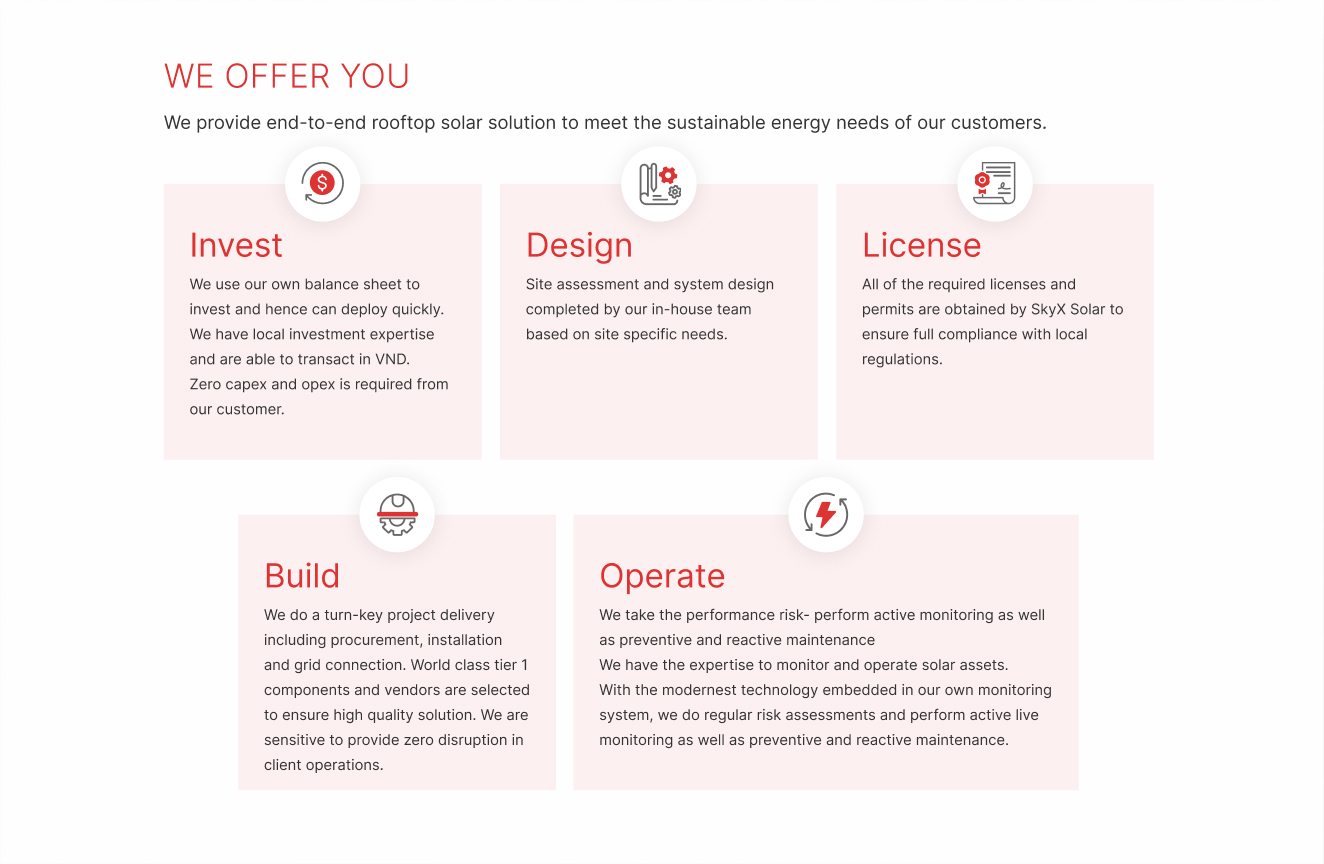 WE OFFER YOU
We provide end-to-end rooftop solar solution to meet the sustainable energy needs of our customers.
$
Invest
We use our own balance sheet to
invest and hence can deploy quickly.
We have local investment expertise
and are able to transact in VND.
Zero capex and opex is required from
our customer.
Design
Site assessment and system design
completed by our in-house team
based on site specific needs.
License
All of the required licenses and
permits are obtained by SkyX Solar to
ensure full compliance with local
regulations.
Build
We do a turn-key project delivery
including procurement, installation
and grid connection. World class tier 1
components and vendors are selected
to ensure high quality solution. We are
sensitive to provide zero disruption in
client operations.
Operate
We take the performance risk- perform active monitoring as well
as preventive and reactive maintenance
We have the expertise to monitor and operate solar assets.
With the modernest technology embedded in our own monitoring
system, we do regular risk assessments and perform active live
monitoring as well as preventive and reactive maintenance.